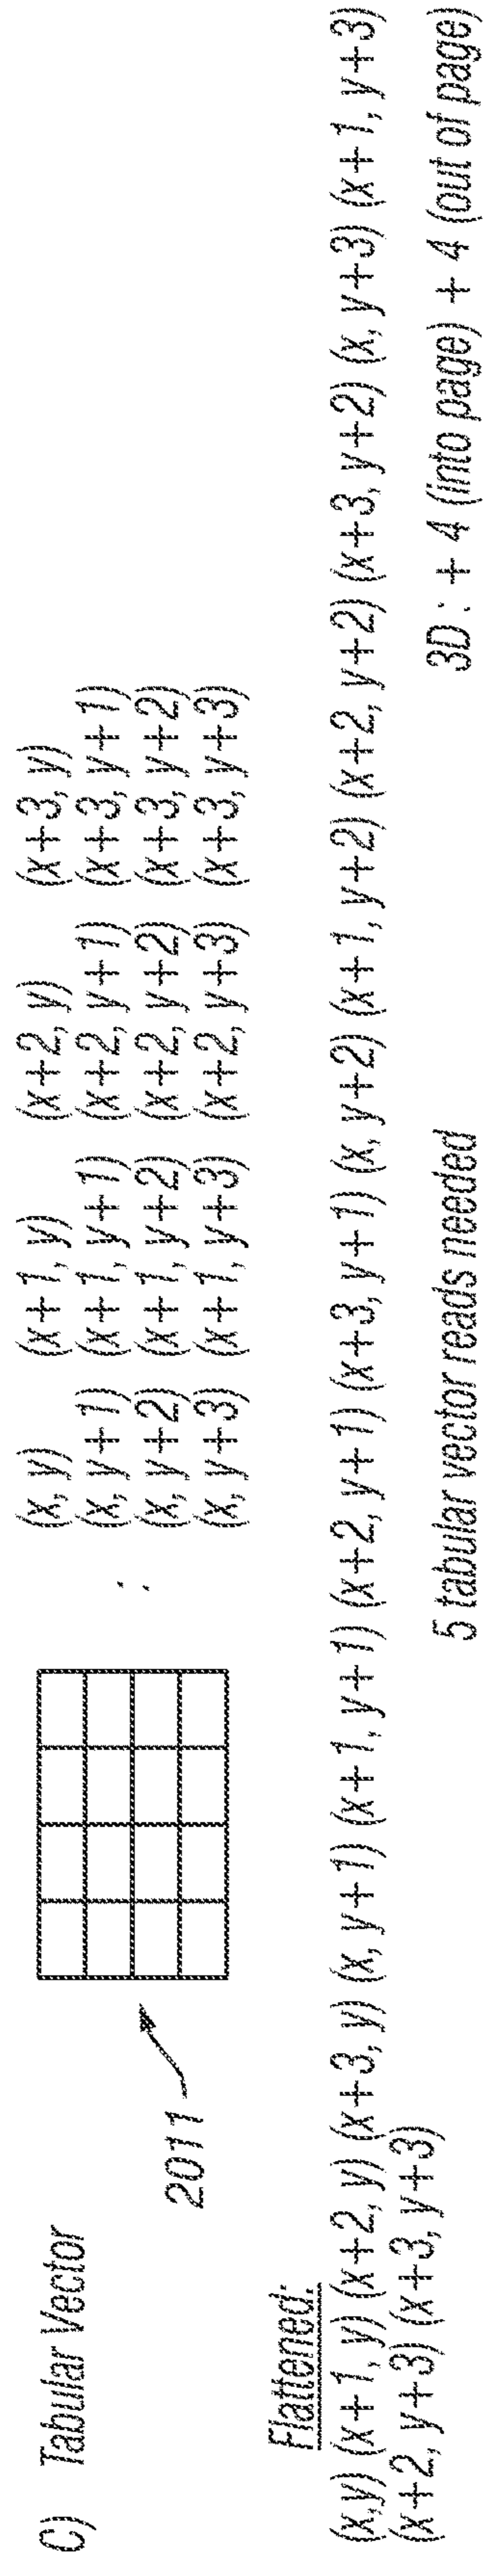 C) Tabular Vector
2011
(x, y) (x+1, y) (x+2, y) (x+3, y)
(x, y+1) (x+1, y+1) (x+2, y+1) (x+3, y+1)
(x, y+2) (x+1, y+2) (x+2, y+2) (x+3, y+2)
(x, y+3) (x+1, y+3) (x+2, y+3) (x+3, y+3)
Flattened:
(x,y) (x+1, y) (x+2, y) (x+3, y) (x, y+1) (x+1, y+1) (x+2, y+1) (x+3, y+1) (x, y+2) (x+1, y+2) (x+2, y+2) (x+3, y+2) (x, y+3) (x+1, y+3)
(x+2, y+3) (x+3, y+3)
5 tabular vector reads needed
3D: + 4 (into page) + 4 (out of page)